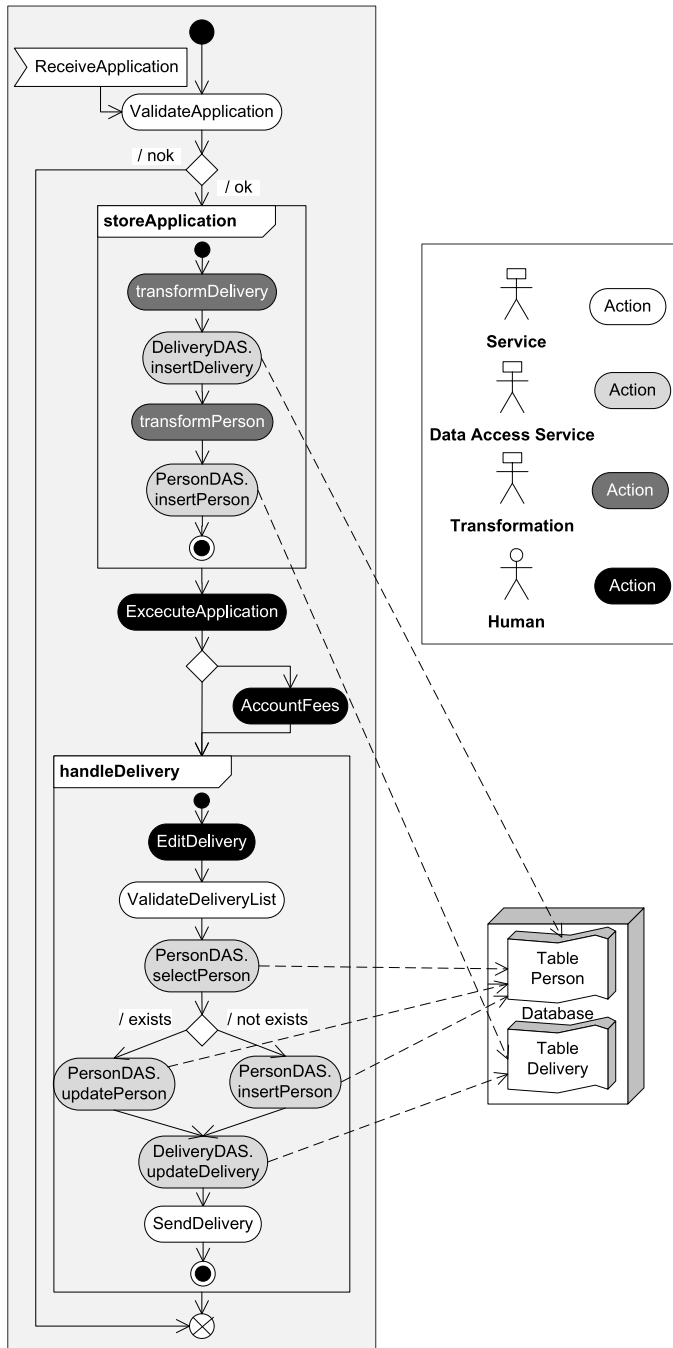 ReceiveApplication
ValidateApplication
/ nok
/ ok
storeApplication
transformDelivery
DeliveryDAS.
insertDelivery
transformPerson
PersonDAS.
insertPerson
ExcecuteApplication
AccountFees
handleDelivery
EditDelivery
ValidateDeliveryList
PersonDAS.
selectPerson
/ exists
/ not exists
PersonDAS.
updatePerson
PersonDAS.
insertPerson
DeliveryDAS.
updateDelivery
SendDelivery
Service
Action
Data Access Service
Action
Transformation
Action
Human
Action
Table
Person
Database
Table
Delivery